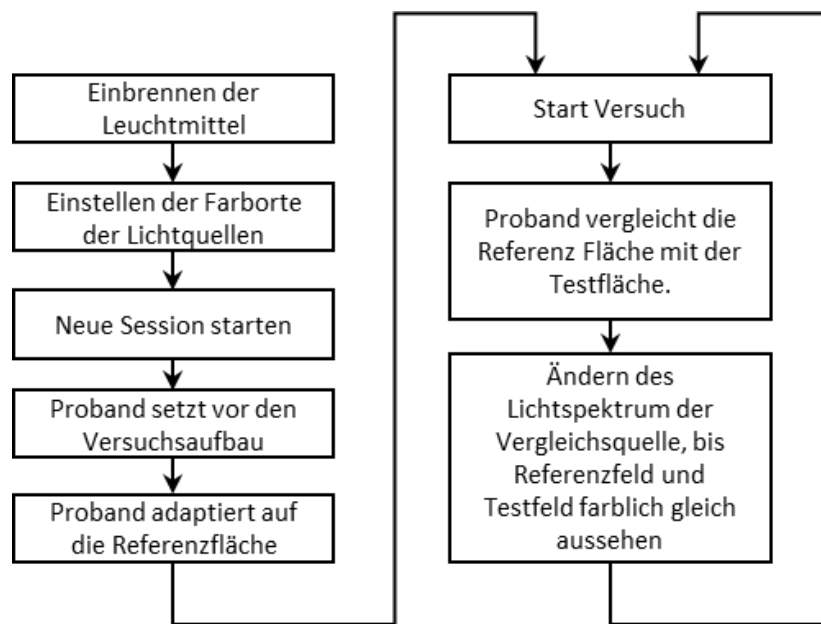 Einbrennen der
Leuchtmittel
Einstellen der Farborte
der Lichtquellen
Neue Session starten
Proband setzt vor den
Versuchsaufbau
Proband adaptiert auf
die Referenzfläche
Start Versuch
Proband vergleicht die
Referenz Fläche mit der
Testfläche.
Ändern des
Lichtspektrum der
Vergleichsquelle, bis
Referenzfeld und
Testfeld farblich gleich
aussehen